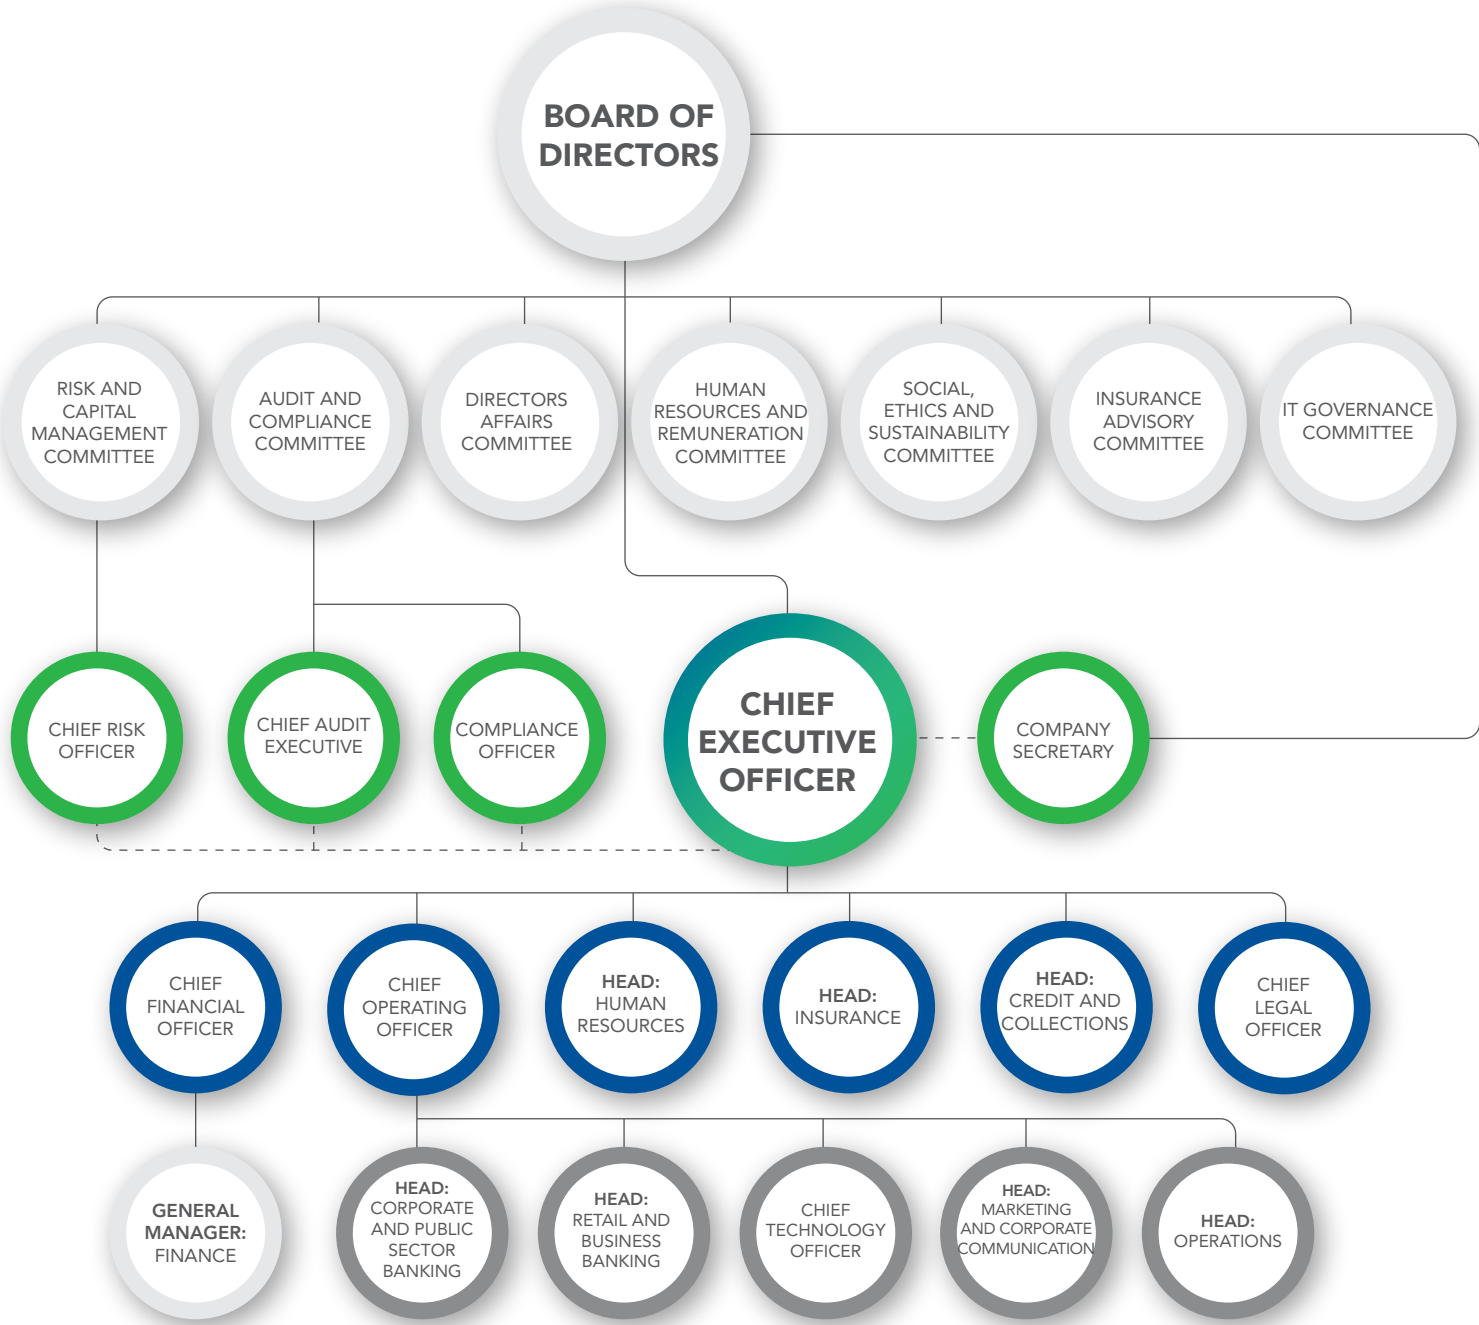 BOARD OF
DIRECTORS
RISK AND
CAPITAL
MANAGEMENT
COMMITTEE
AUDIT AND
COMPLIANCE
COMMITTEE
DIRECTORS
AFFAIRS
COMMITTEE
HUMAN
RESOURCES AND
REMUNERATION
COMMITTEE
SOCIAL,
ETHICS AND
SUSTAINABILITY
COMMITTEE
INSURANCE
ADVISORY
COMMITTEE
IT GOVERNANCE
COMMITTEE
CHIEF RISK
OFFICER
CHIEF AUDIT
EXECUTIVE
COMPLIANCE
OFFICER
CHIEF
EXECUTIVE
OFFICER
COMPANY
SECRETARY
CHIEF
FINANCIAL
OFFICER
CHIEF
OPERATING
OFFICER
HEAD:
HUMAN
RESOURCES
HEAD:
INSURANCE
HEAD:
CREDIT AND
COLLECTIONS
CHIEF
LEGAL
OFFICER
GENERAL
MANAGER:
FINANCE
HEAD:
CORPORATE
AND PUBLIC
SECTOR
BANKING
HEAD:
RETAIL AND
BUSINESS
BANKING
CHIEF
TECHNOLOGY
OFFICER
HEAD:
MARKETING
AND CORPORATE
COMMUNICATION
HEAD:
OPERATIONS